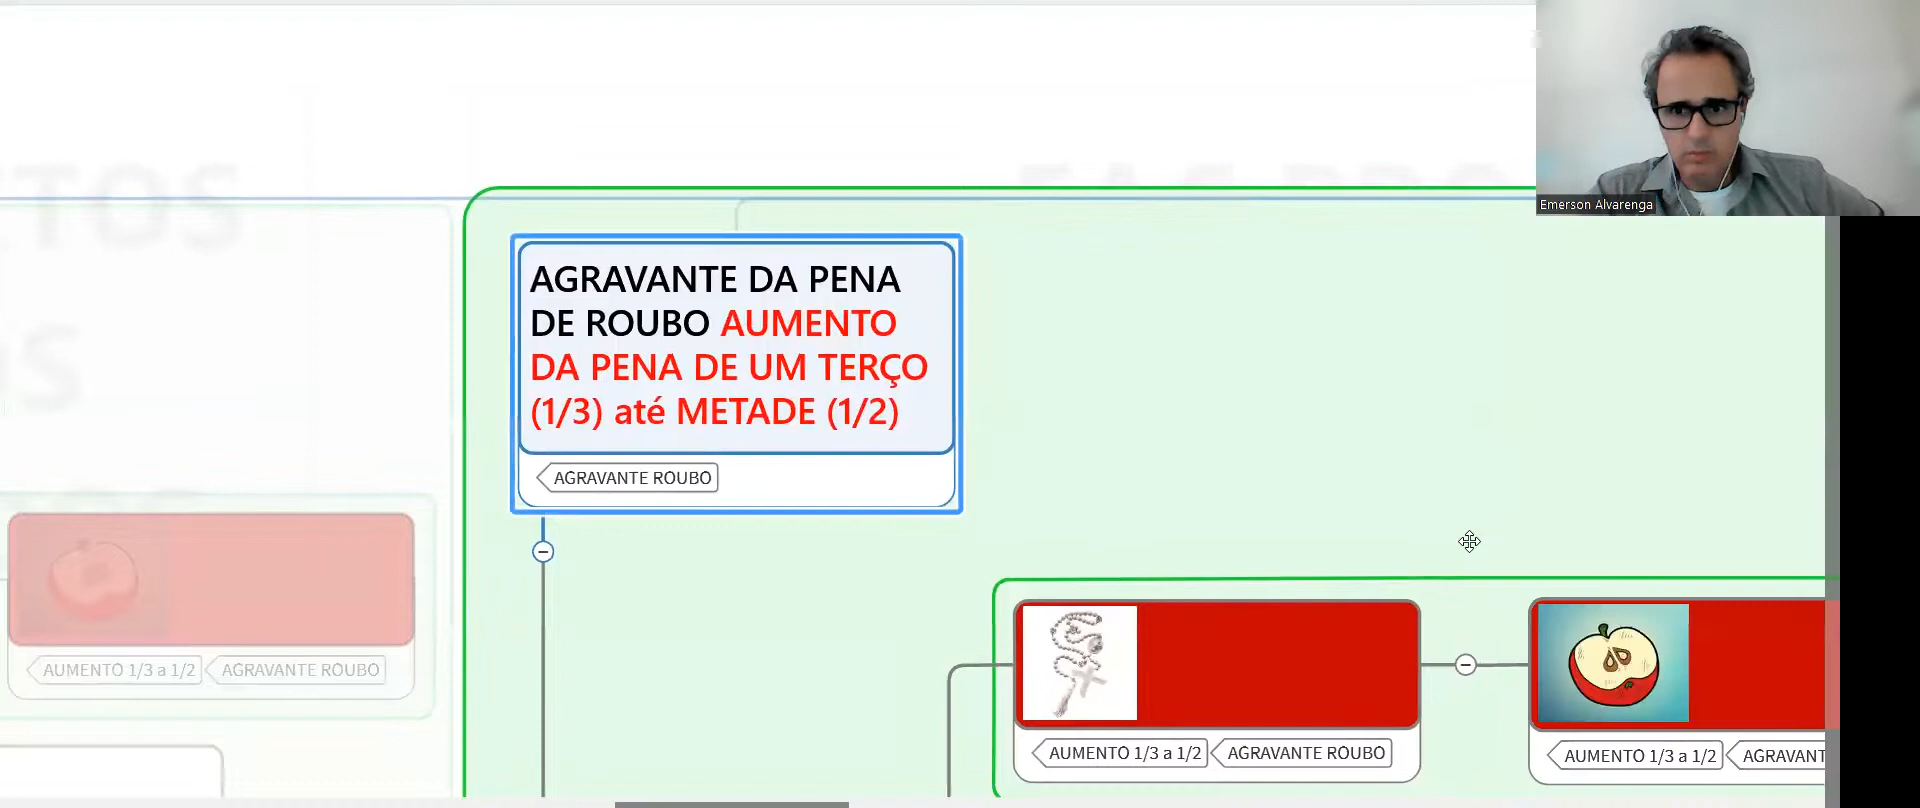 Emerson Alvarenga
AGRAVANTE DA PENA
DE ROUBO AUMENTO
DA PENA DE UM TERÇO
(1/3) até METADE (1/2)
AGRAVANTE ROUBO
AUMENTO 1/3 a 1/2 AGRAVANTE ROUBO
AUMENTO 1/3 a 1/2 AGRAVANTE ROUBO
AUMENTO 1/3 a 1/2 AGRAVANT